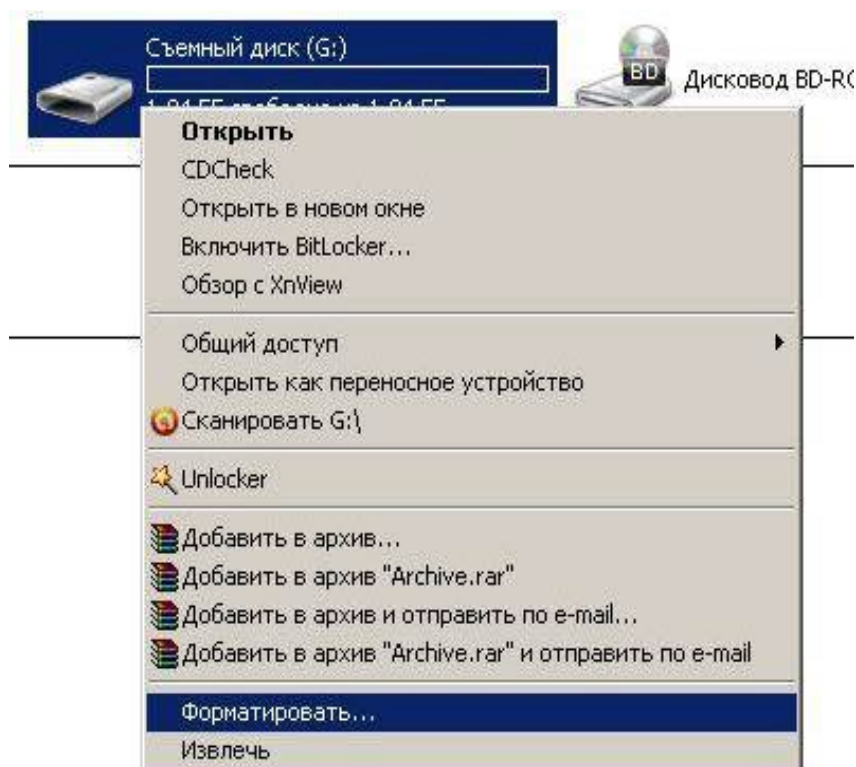 Съемный диск (G:)
Дисковод BD-RO
Открыть
CDCheck
Открыть в новом окне
Включить BitLocker...
Обзор с XnView
Общий доступ
Открыть как переносное устройство
Сканировать G:\
Unlocker
Добавить в архив...
Добавить в архив "Archive.rar"
Добавить в архив и отправить по e-mail...
Добавить в архив "Archive.rar" и отправить по e-mail
Форматировать...
Извлечь